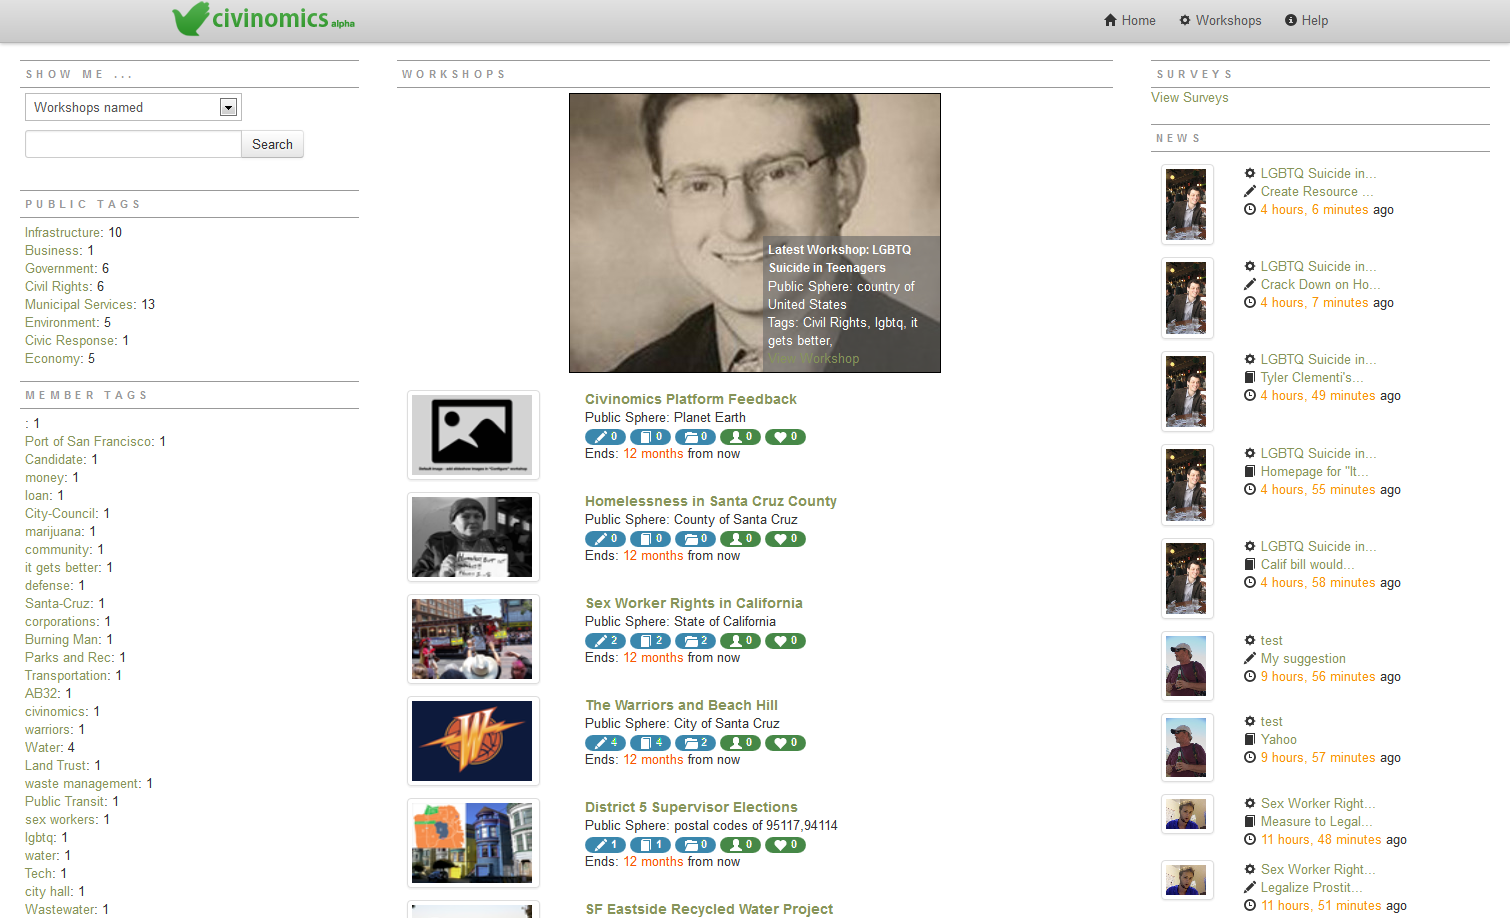 civinomics alpha
Home
Workshops
Help
SHOW ME ...
Workshops named
Search
PUBLIC TAGS
Infrastructure: 10
Business: 1
Government: 6
Civil Rights: 6
Municipal Services: 13
Environment: 5
Civic Response: 1
Economy: 5
MEMBER TAGS
: 1
Port of San Francisco: 1
Candidate: 1
money: 1
loan: 1
City-Council: 1
marijuana: 1
community: 1
it gets better: 1
defense: 1
Santa-Cruz: 1
corporations: 1
Burning Man: 1
Parks and Rec: 1
Transportation: 1
AB32: 1
civinomics: 1
warriors: 1
Water: 4
Land Trust: 1
waste management: 1
Public Transit: 1
sex workers: 1
lgbtq: 1
water: 1
Tech: 1
city hall: 1
Wastewater: 1
WORKSHOPS
Latest Workshop: LGBTQ
Suicide in Teenagers
Public Sphere: country of
United States
Tags: Civil Rights, lgbtq, it
gets better,
View Workshop
Default image - add slideshow images in "Configure" workshop
Civinomics Platform Feedback
Public Sphere: Planet Earth
0 0 0 0 0
Ends: 12 months from now
Homelessness in Santa Cruz County
Public Sphere: County of Santa Cruz
0 0 0 0 0
Ends: 12 months from now
Sex Worker Rights in California
Public Sphere: State of California
2 2 2 0 0
Ends: 12 months from now
The Warriors and Beach Hill
Public Sphere: City of Santa Cruz
4 4 2 0 0
Ends: 12 months from now
District 5 Supervisor Elections
Public Sphere: postal codes of 95117,94114
1 1 0 0 0
Ends: 12 months from now
SF Eastside Recycled Water Project
SURVEYS
View Surveys
NEWS
LGBTQ Suicide in...
Create Resource ...
4 hours, 6 minutes ago
LGBTQ Suicide in...
Crack Down on Ho...
4 hours, 7 minutes ago
LGBTQ Suicide in...
Tyler Clementi's...
4 hours, 49 minutes ago
LGBTQ Suicide in...
Homepage for "It...
4 hours, 55 minutes ago
LGBTQ Suicide in...
Calif bill would...
4 hours, 58 minutes ago
test
My suggestion
9 hours, 56 minutes ago
test
Yahoo
9 hours, 57 minutes ago
Sex Worker Right...
Measure to Legal...
11 hours, 48 minutes ago
Sex Worker Right...
Legalize Prostit...
11 hours, 51 minutes ago